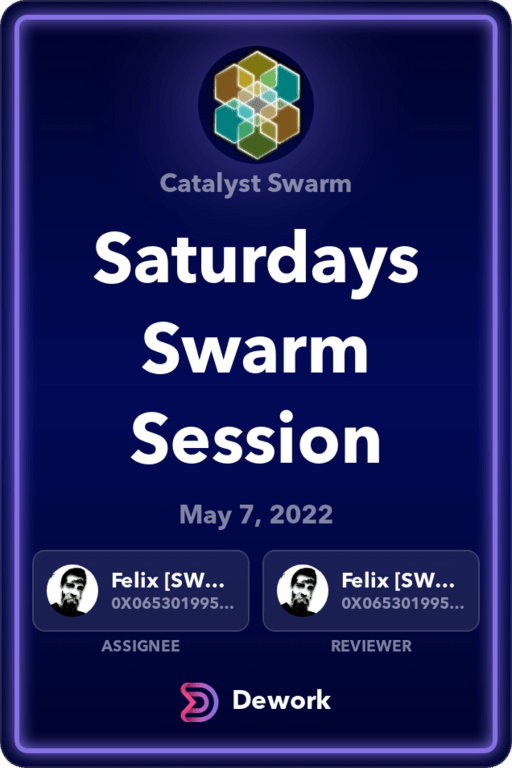 Catalyst Swarm
Saturdays
Swarm
Session
May 7, 2022
Felix [SW... Felix [SW...
0X065301995... 0X065301995...
ASSIGNEE REVIEWER
Dework